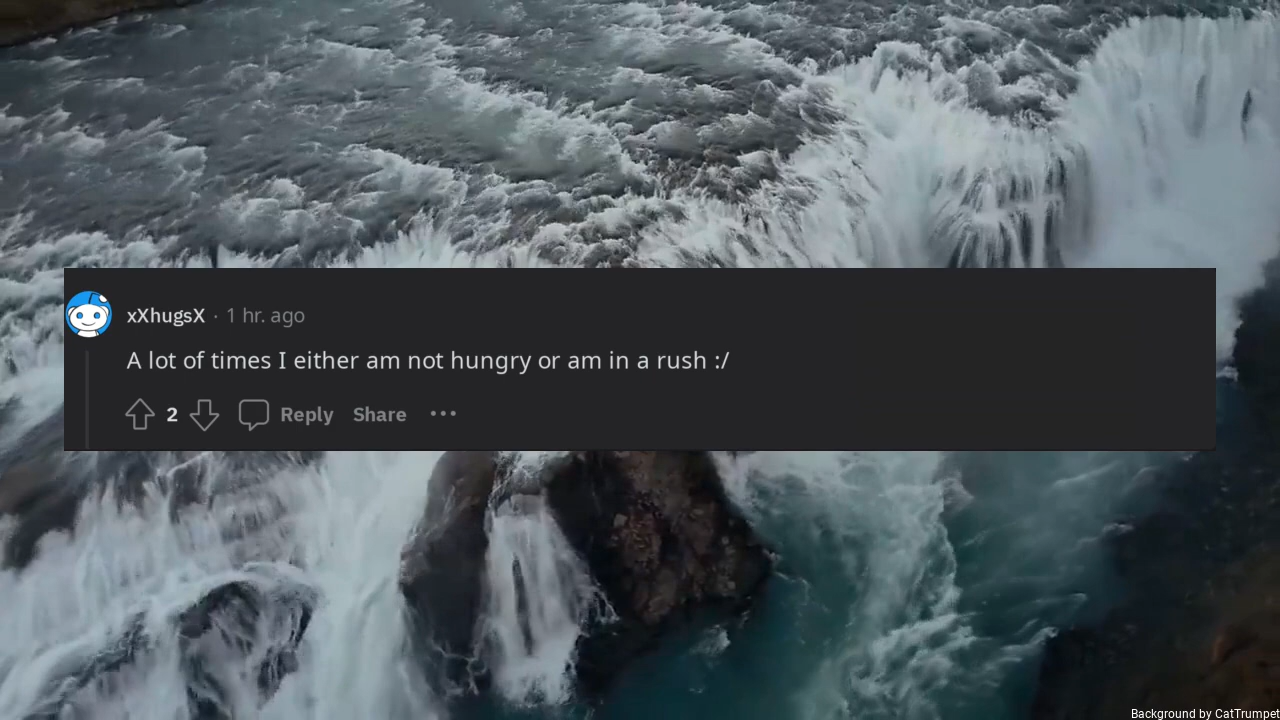 xXhugsX · 1 hr. ago
A lot of times I either am not hungry or am in a rush :/
2 Reply Share ···
Background by CatTrumpet